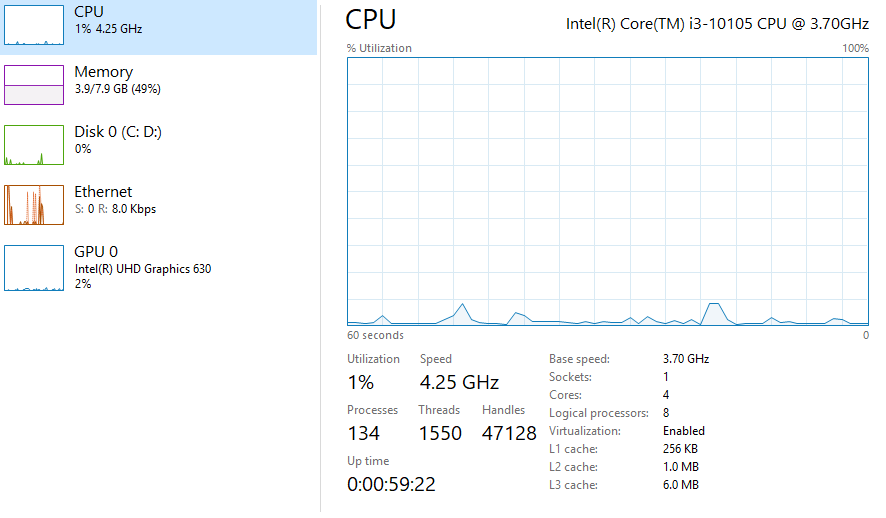 CPU
1% 4.25 GHz
Memory
3.9/7.9 GB (49%)
Disk 0 (C: D:)
0%
Ethernet
S: 0 R: 8.0 Kbps
GPU 0
Intel(R) UHD Graphics 630
2%
CPU
Intel(R) Core(TM) i3-10105 CPU @ 3.70GHz
% Utilization 100%
60 seconds 0
Utilization Speed
1% 4.25 GHz
Processes Threads Handles
134 1550 47128
Up time
0:00:59:22
Base speed: 3.70 GHz
Sockets: 1
Cores: 4
Logical processors: 8
Virtualization: Enabled
L1 cache: 256 KB
L2 cache: 1.0 MB
L3 cache: 6.0 MB